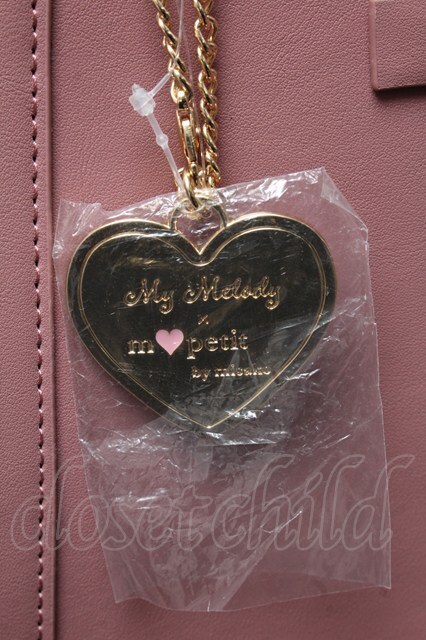 My Melody
×
m♥petit
by misako
closetchild